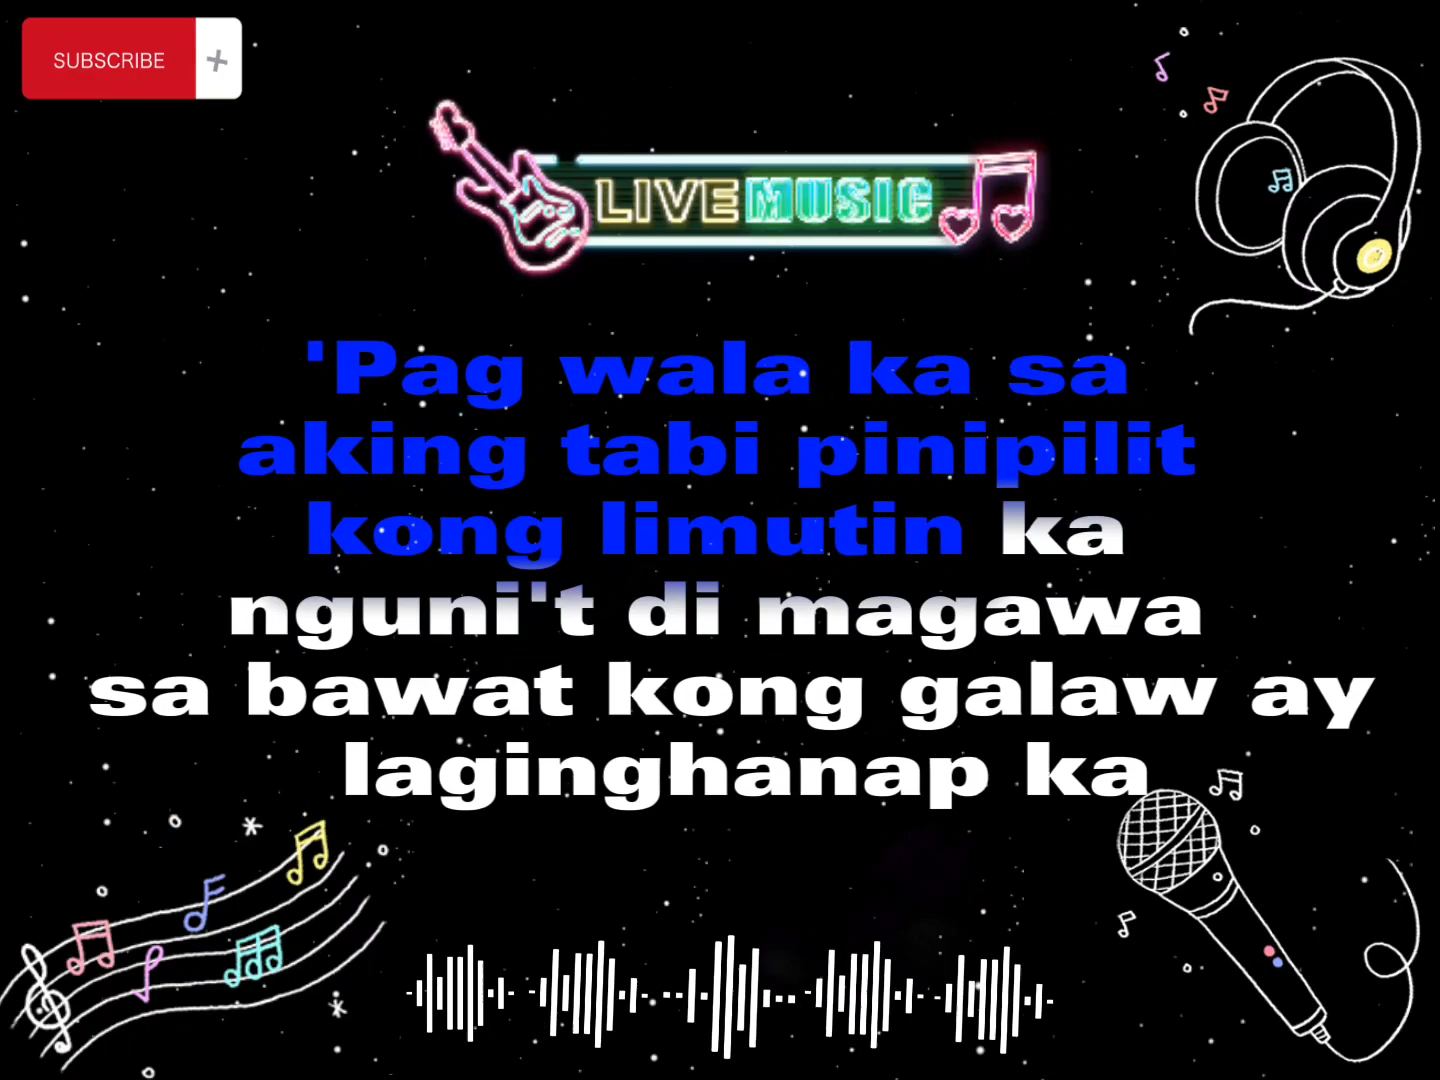 SUBSCRIBE +
LIVE MUSIC
'Pag wala ka sa
aking tabi pinipilit
kong limutin ka
nguni't di magawa
sa bawat kong galaw ay
laginghanap ka